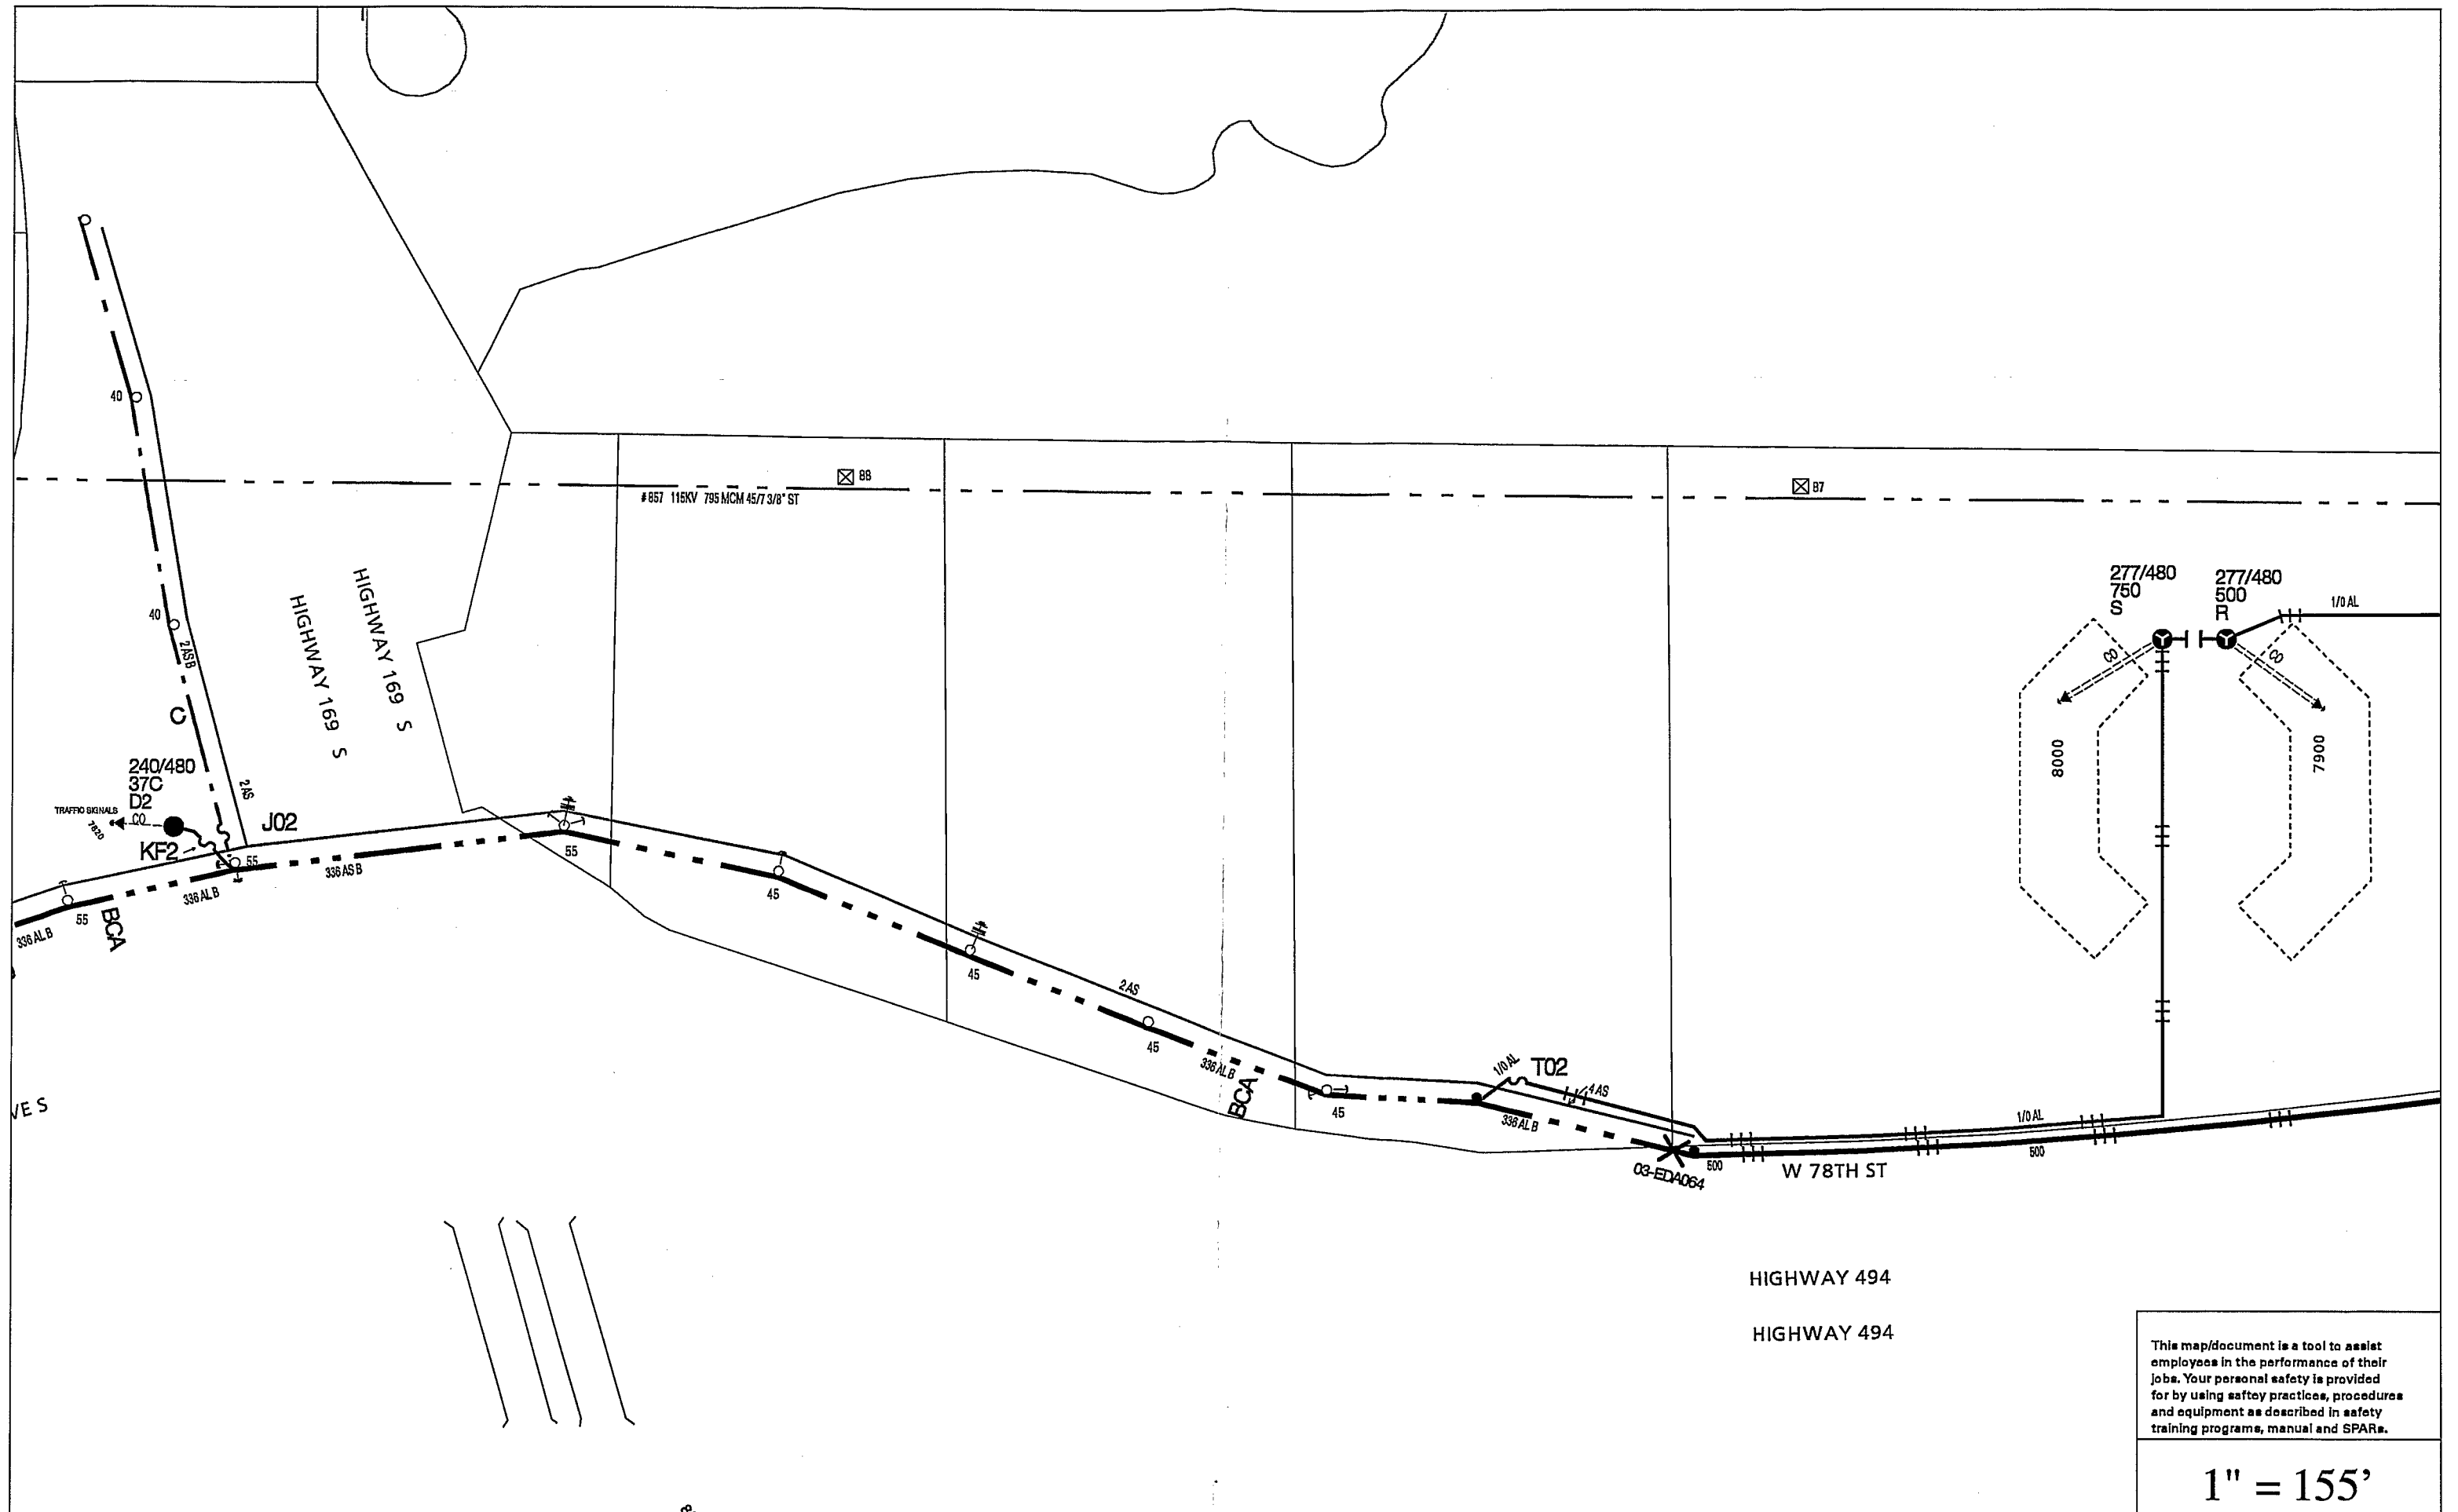 88
# 857 115KV 795 MCM 45/7 3/8" ST
87
277/480
750
S
277/480
500
R
1/0 AL
CO
CO
8000
7900
40
40
2ASB
C
HIGHWAY 169 S
HIGHWAY 169 S
240/480
37C
D2
TRAFFIC SIGNALS
7820
CO
KF2
2AS
J02
55
55
336 AL B
336 AL B
BCA
336 AS B
55
45
45
2AS
45
336 AL B
BCA
45
1/0 AL
T02
4 AS
336 AL B
03-EDA064
500
W 78TH ST
1/0 AL
500
VE S
HIGHWAY 494
HIGHWAY 494
This map/document is a tool to assist
employees in the performance of their
jobs. Your personal safety is provided
for by using saftey practices, procedures
and equipment as described in safety
training programs, manual and SPARs.
1" = 155'